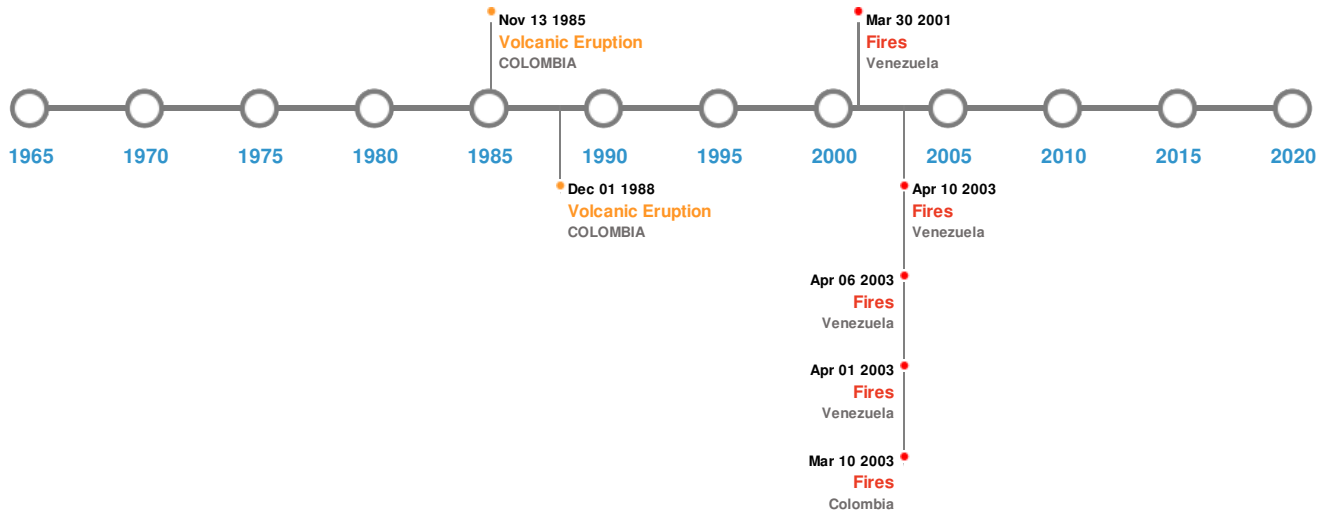 Nov 13 1985
Volcanic Eruption
COLOMBIA
Mar 30 2001
Fires
Venezuela
1965 1970 1975 1980 1985 1990 1995 2000 2005 2010 2015 2020
Dec 01 1988
Volcanic Eruption
COLOMBIA
Apr 10 2003
Fires
Venezuela
Apr 06 2003
Fires
Venezuela
Apr 01 2003
Fires
Venezuela
Mar 10 2003
Fires
Colombia